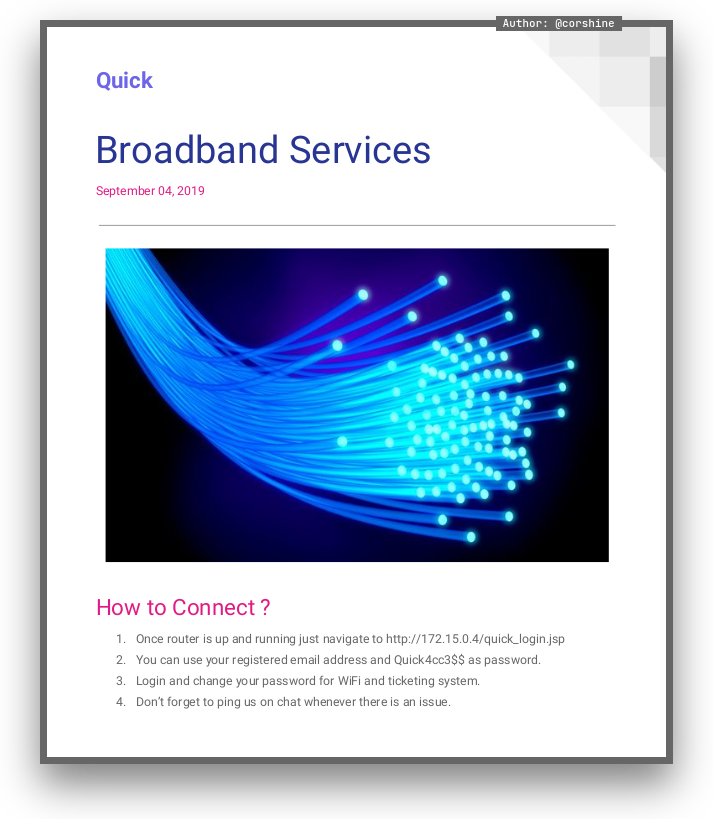 Author: @corshine
Quick
Broadband Services
September 04, 2019
How to Connect ?
1. Once router is up and running just navigate to http://172.15.0.4/quick_login.jsp
2. You can use your registered email address and Quick4cc3$$ as password.
3. Login and change your password for WiFi and ticketing system.
4. Don’t forget to ping us on chat whenever there is an issue.